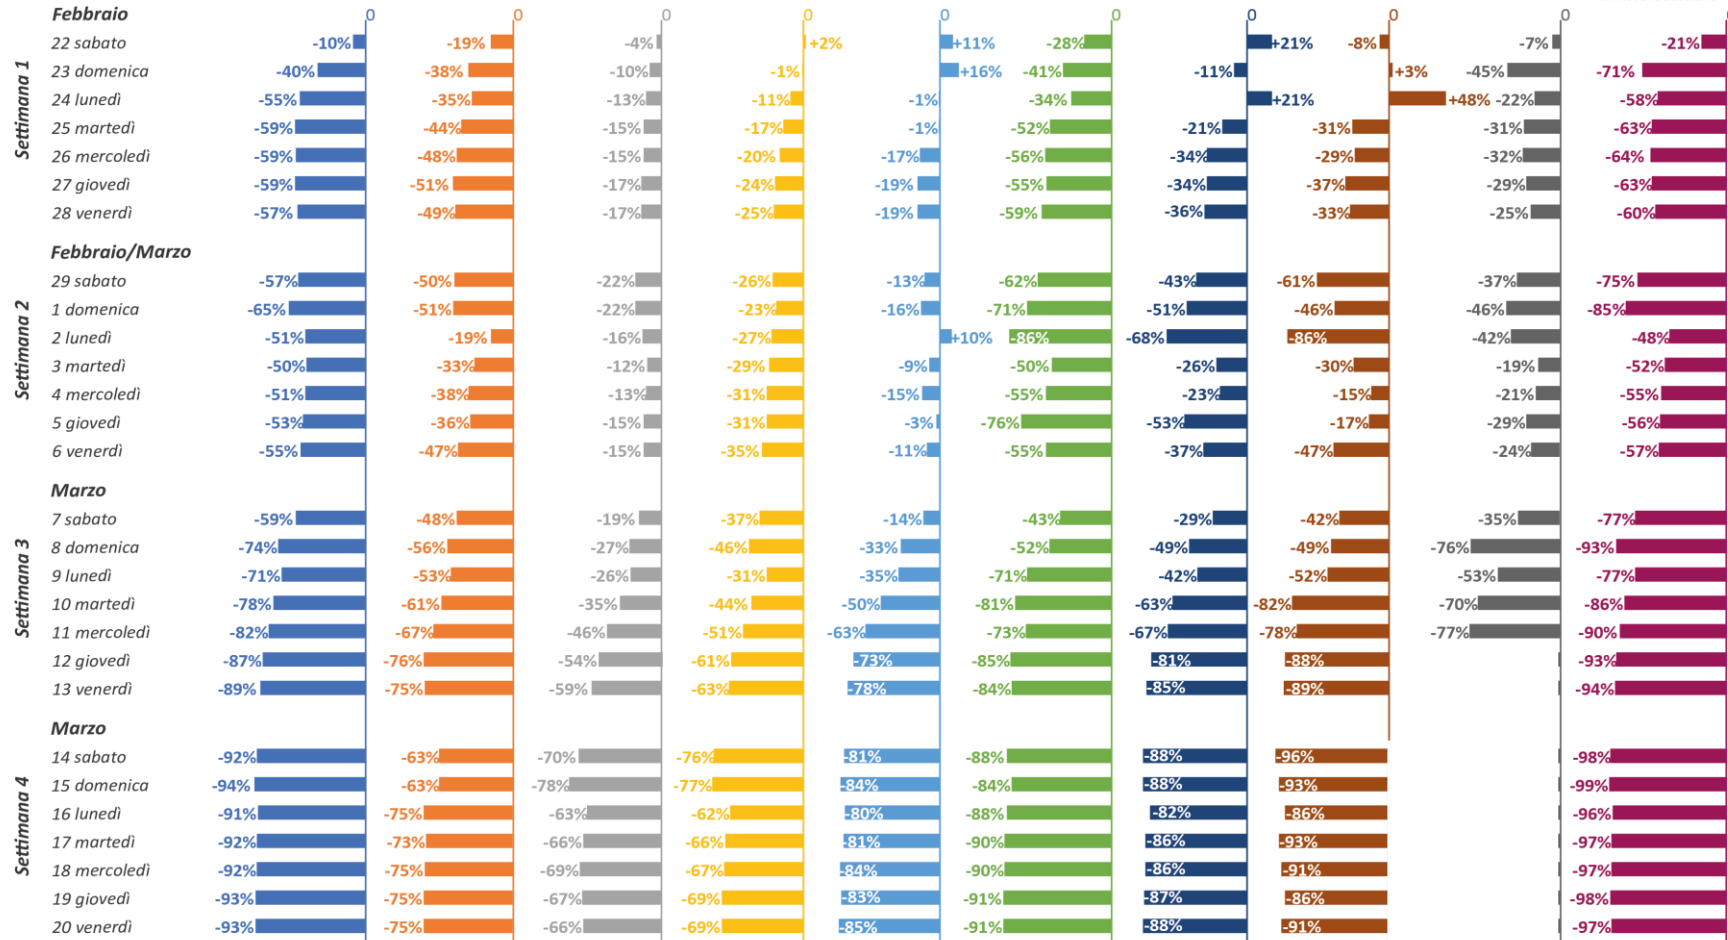 Febbraio 0 0 0 0 0 0 0 0 0
Settimana 1
22 sabato -10% -19% -4% +2% +11% -28% +21% -8% -7% -21%
23 domenica -40% -38% -10% -1% +16% -41% -11% +3% -45% -71%
24 lunedì -55% -35% -13% -11% -1% -34% +21% +48% -22% -58%
25 martedì -59% -44% -15% -17% -1% -52% -21% -31% -31% -63%
26 mercoledì -59% -48% -15% -20% -17% -56% -34% -29% -32% -64%
27 giovedì -59% -51% -17% -24% -19% -55% -34% -37% -29% -63%
28 venerdì -57% -49% -17% -25% -19% -59% -36% -33% -25% -60%
Febbraio/Marzo
Settimana 2
29 sabato -57% -50% -22% -26% -13% -62% -43% -61% -37% -75%
1 domenica -65% -51% -22% -23% -16% -71% -51% -46% -46% -85%
2 lunedì -51% -19% -16% -27% +10% -86% -68% -86% -42% -48%
3 martedì -50% -33% -12% -29% -9% -50% -26% -30% -19% -52%
4 mercoledì -51% -38% -13% -31% -15% -55% -23% -15% -21% -55%
5 giovedì -53% -36% -15% -31% -3% -76% -53% -17% -29% -56%
6 venerdì -55% -47% -15% -35% -11% -55% -37% -47% -24% -57%
Marzo
Settimana 3
7 sabato -59% -48% -19% -37% -14% -43% -29% -42% -35% -77%
8 domenica -74% -56% -27% -46% -33% -52% -49% -49% -76% -93%
9 lunedì -71% -53% -26% -31% -35% -71% -42% -52% -53% -77%
10 martedì -78% -61% -35% -44% -50% -81% -63% -82% -70% -86%
11 mercoledì -82% -67% -46% -51% -63% -73% -67% -78% -77% -90%
12 giovedì -87% -76% -54% -61% -73% -85% -81% -88% -93%
13 venerdì -89% -75% -59% -63% -78% -84% -85% -89% -94%
Marzo
Settimana 4
14 sabato -92% -63% -70% -76% -81% -88% -88% -96% -98%
15 domenica -94% -63% -78% -77% -84% -84% -88% -93% -99%
16 lunedì -91% -75% -63% -62% -80% -88% -82% -86% -96%
17 martedì -92% -73% -66% -66% -81% -90% -86% -93% -97%
18 mercoledì -92% -75% -69% -67% -84% -90% -86% -91% -97%
19 giovedì -93% -75% -67% -69% -83% -91% -87% -86% -98%
20 venerdì -93% -75% -66% -69% -85% -91% -88% -91% -97%